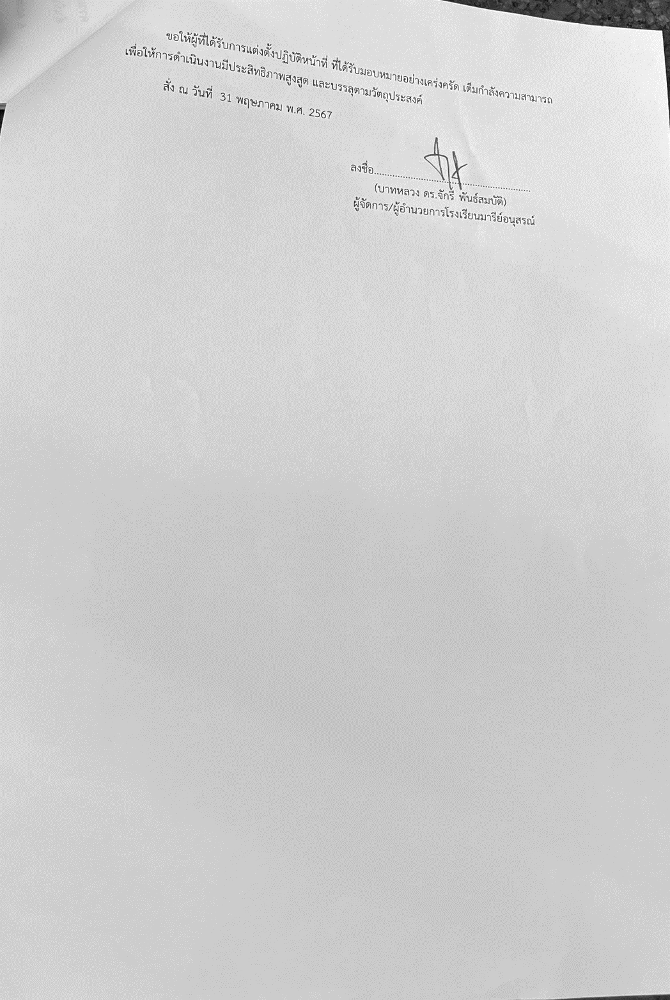 ขอให้ผู้ที่ได้รับการแต่งตั้งปฏิบัติหน้าที่ ที่ได้รับมอบหมายอย่างเคร่งครัด เต็มกำลังความสามารถ
เพื่อให้การดำเนินงานมีประสิทธิภาพสูงสูด และบรรลุตามวัตถุประสงค์
สั่ง ณ วันที่ 31 พฤษภาคม พ.ศ. 2567
ลงชื่อ............................................................
(บาทหลวง ดร.จักรี พันธ์สมบัติ)
ผู้จัดการ/ผู้อำนวยการโรงเรียนมารีย์อนุสรณ์